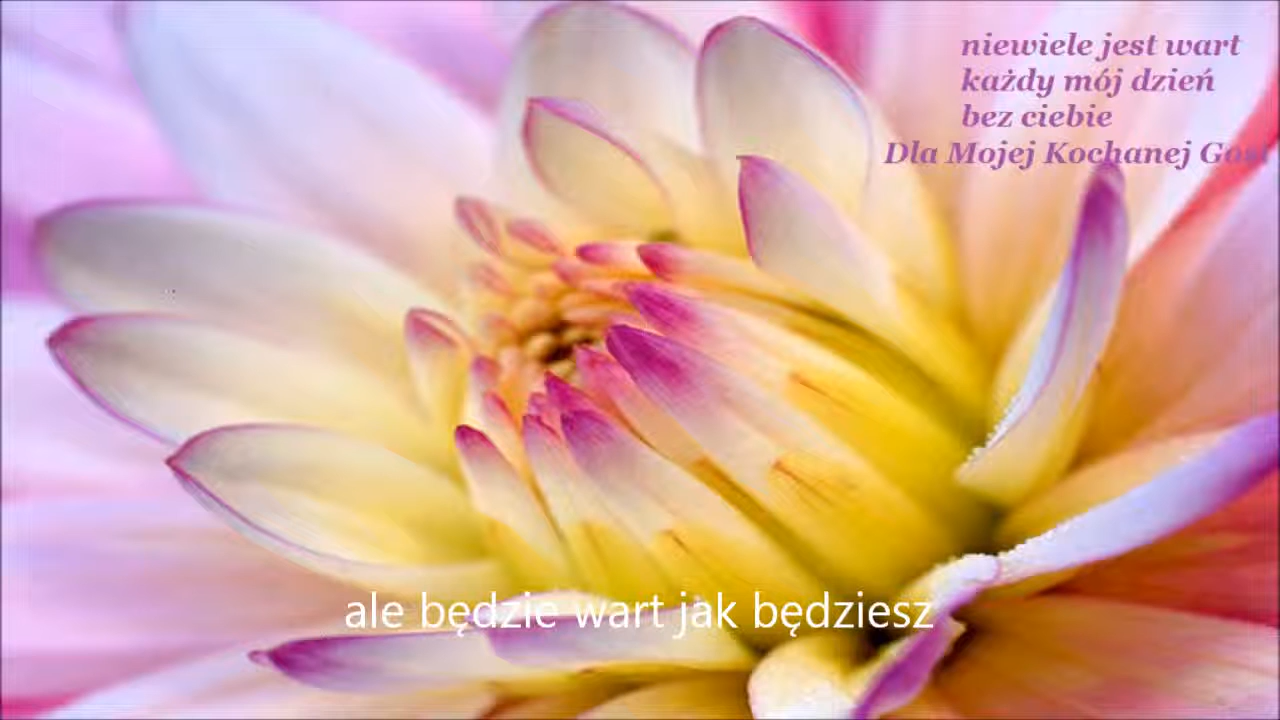 niewiele jest wart
każdy mój dzień
bez ciebie
Dla Mojej Kochanej
ale będzie wart jak będziesz